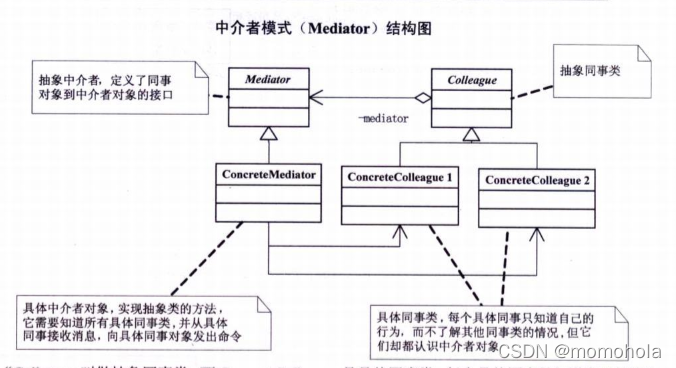 中介者模式（Mediator）结构图
抽象中介者，定义了同事
对象到中介者对象的接口
Mediator
Colleague
抽象同事类
-mediator
ConcreteMediator
ConcreteColleague 1
ConcreteColleague 2
具体中介者对象，实现抽象类的方法，
它需要知道所有具体同事类，并从具体
同事接收消息，向具体同事对象发出命令
具体同事类，每个具体同事只知道自己的
行为，而不了解其他同事类的情况，但它
们却都认识中介者对象
CSDN @momohola